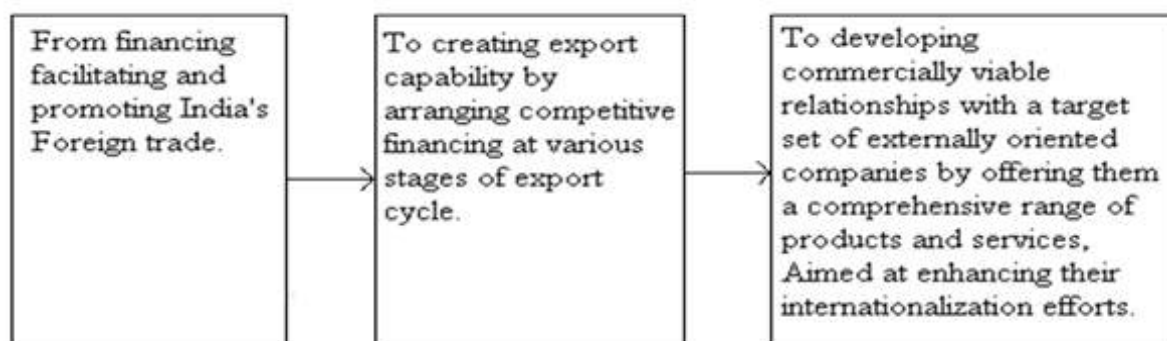 From financing
facilitating and
promoting India's
Foreign trade.
To creating export
capability by
arranging competitive
financing at various
stages of export
cycle.
To developing
commercially viable
relationships with a target
set of externally oriented
companies by offering them
a comprehensive range of
products and services,
Aimed at enhancing their
internationalization efforts.